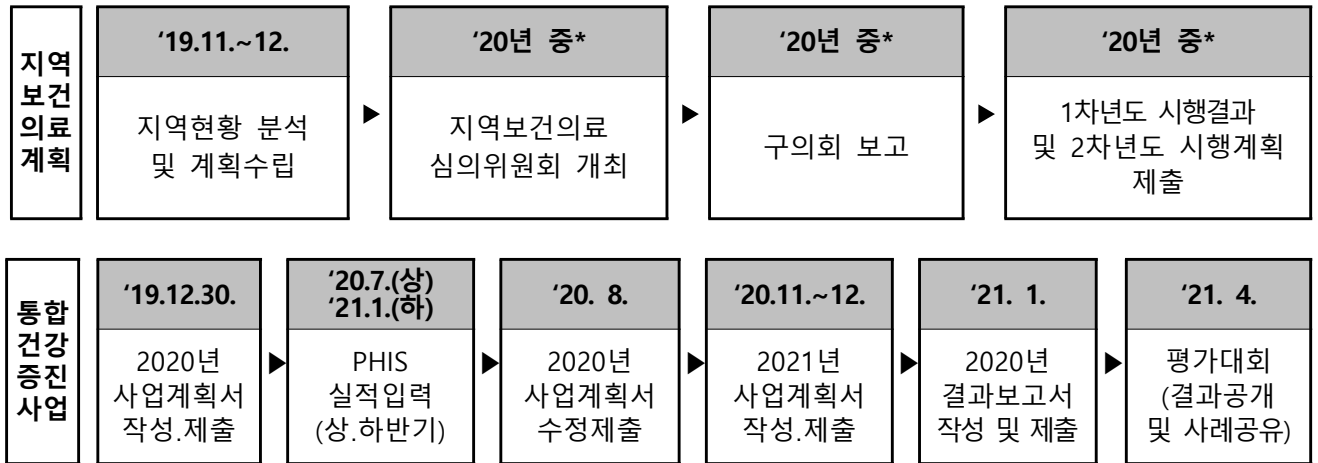 지역
보건
의료
계획
‘19.11.~12.
지역현황 분석
및 계획수립
▶
‘20년 중*
지역보건의료
심의위원회 개최
▶
‘20년 중*
구의회 보고
▶
‘20년 중*
1차년도 시행결과
및 2차년도 시행계획
제출
통합
건강
증진
사업
‘19.12.30.
2020년
사업계획서
작성.제출
▶
‘20.7.(상)
‘21.1.(하)
PHIS
실적입력
(상.하반기)
▶
‘20. 8.
2020년
사업계획서
수정제출
▶
‘20.11.~12.
2021년
사업계획서
작성.제출
▶
‘21. 1.
2020년
결과보고서
작성 및 제출
▶
‘21. 4.
평가대회
(결과공개
및 사례공유)